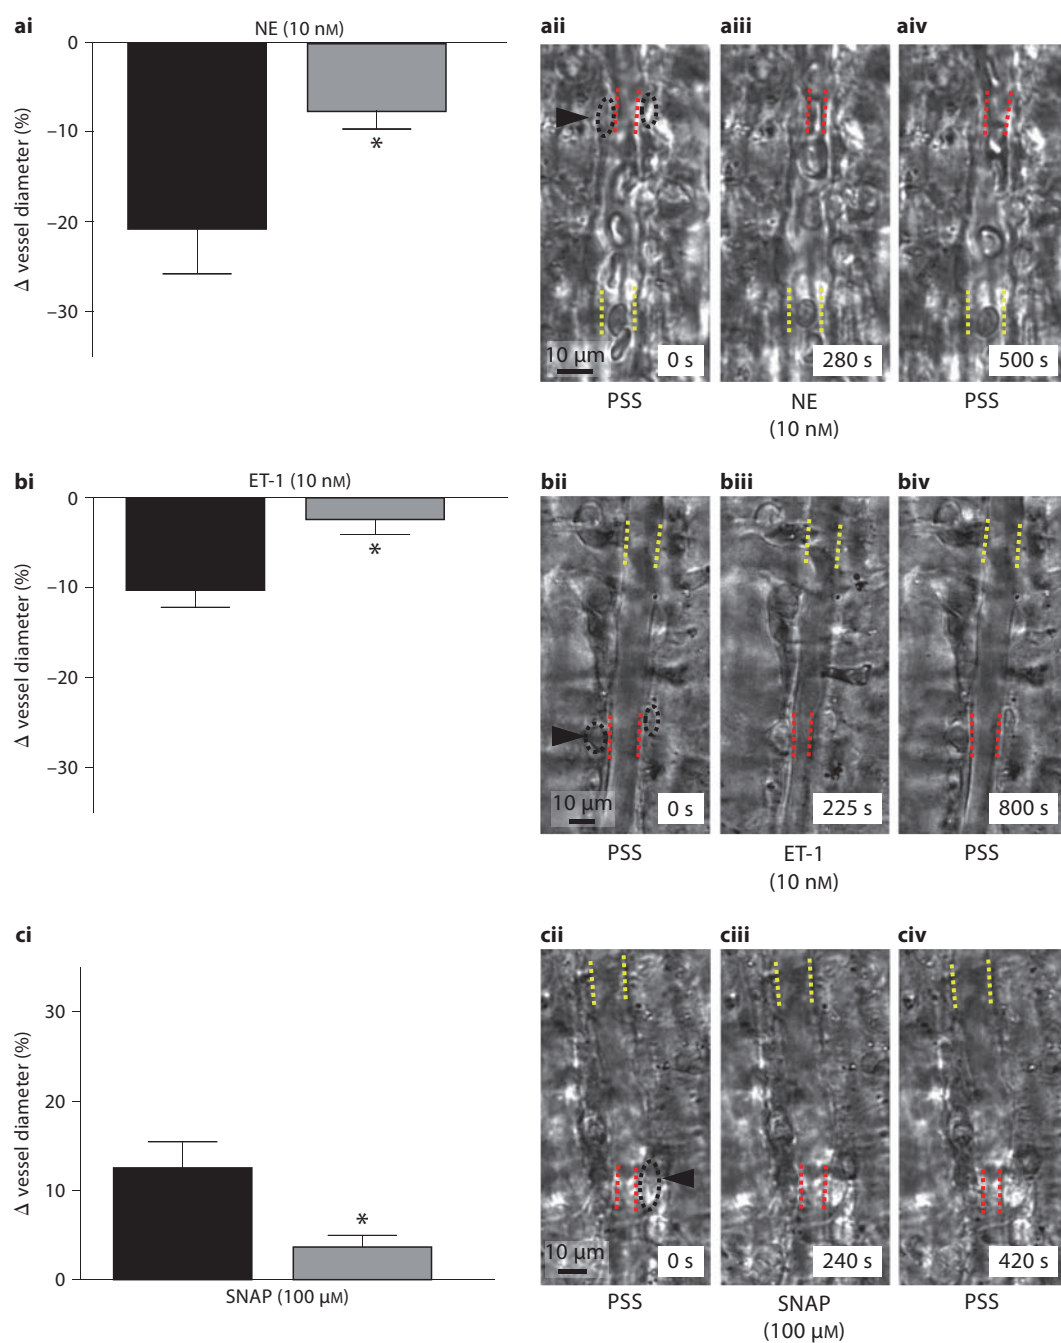 ai
NE (10 nM)
0
−10
−20
−30
Δ vessel diameter (%)
*
aii
aiii
aiv
10 μm
0 s
280 s
500 s
PSS
NE
(10 nM)
PSS
bi
ET-1 (10 nM)
0
−10
−20
−30
Δ vessel diameter (%)
*
bii
biii
biv
10 μm
0 s
225 s
800 s
PSS
ET-1
(10 nM)
PSS
ci
30
20
10
0
Δ vessel diameter (%)
*
SNAP (100 μM)
cii
ciii
civ
10 μm
0 s
240 s
420 s
PSS
SNAP
(100 μM)
PSS